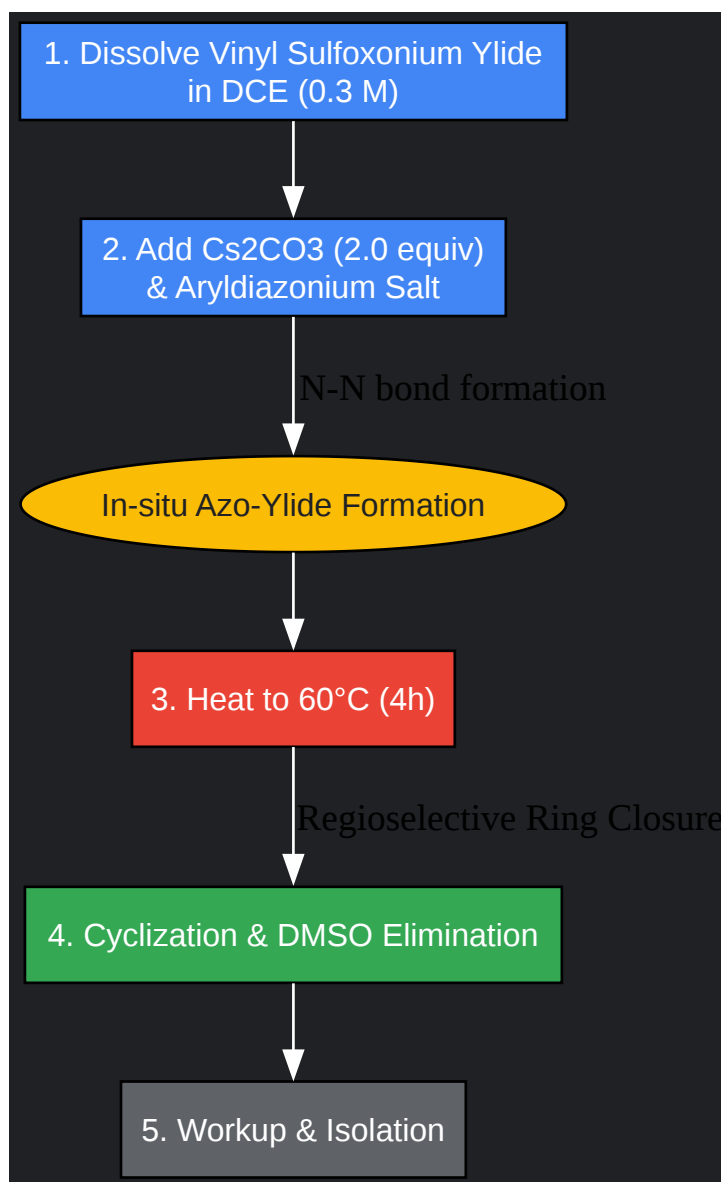 1. Dissolve Vinyl Sulfoxonium Ylide
in DCE (0.3 M)
2. Add Cs2CO3 (2.0 equiv)
& Aryldiazonium Salt
N-N bond formation
In-situ Azo-Ylide Formation
3. Heat to 60°C (4h)
Regioselective Ring Closure
4. Cyclization & DMSO Elimination
5. Workup & Isolation